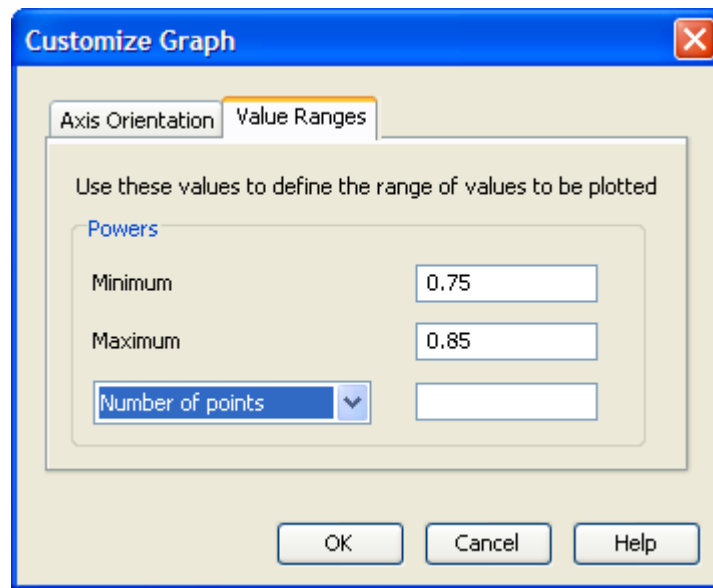 Customize Graph
Axis Orientation Value Ranges
Use these values to define the range of values to be plotted
Powers
Minimum 0.75
Maximum 0.85
Number of points
OK Cancel Help